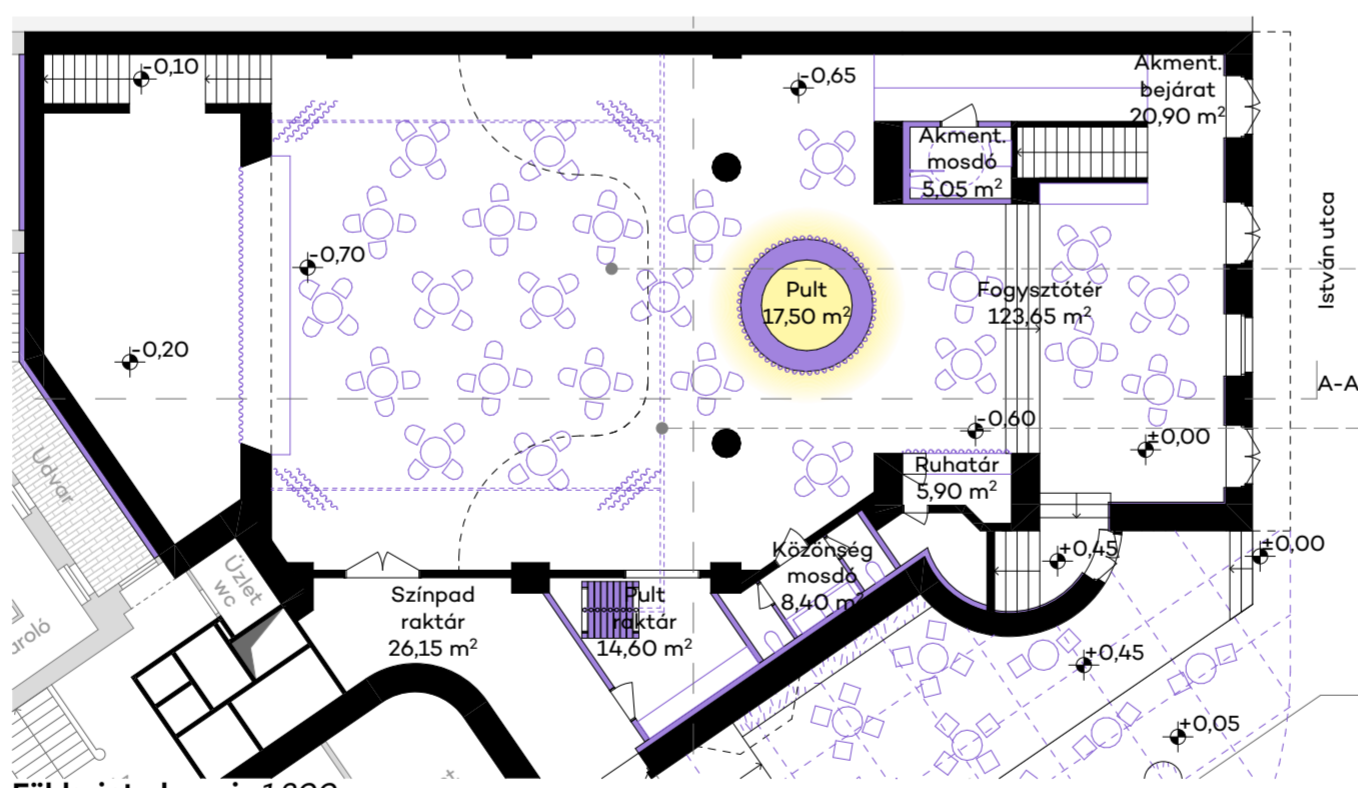 -0,10
-0,65
Akment.
bejárat
20,90 m²
Akment.
mosdó
5,05 m²
-0,70
Pult
17,50 m²
Fogysztótér
123,65 m²
István utca
-0,20
A-A
-0,60
±0,00
Ruhatár
5,90 m²
Udvar
Üzlet
wc
Közönség
mosdó
8,40 m²
+0,45
±0,00
Színpad
raktár
26,15 m²
Pult
raktár
14,60 m²
+0,45
+0,05